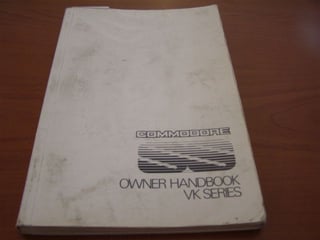 COMMODORE
SS
OWNER HANDBOOK
VK SERIES